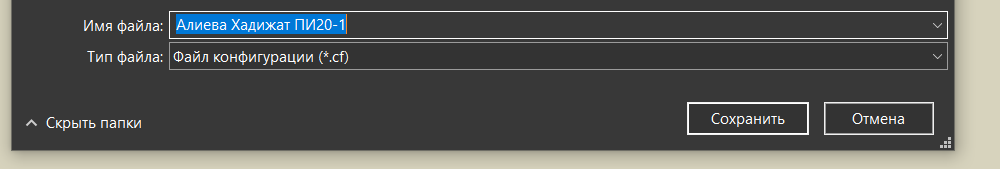 Имя файла: Алиева Хадижат ПИ20-1
Тип файла: Файл конфигурации (*.cf)
Скрыть папки Сохранить Отмена